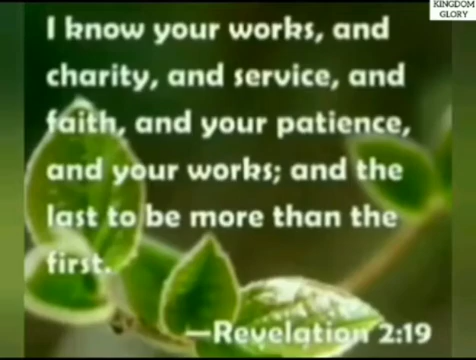 KINGDOM
GLORY
I know your works, and
charity, and service, and
faith, and your patience,
and your works; and the
last to be more than the
first.
—Revelation 2:19